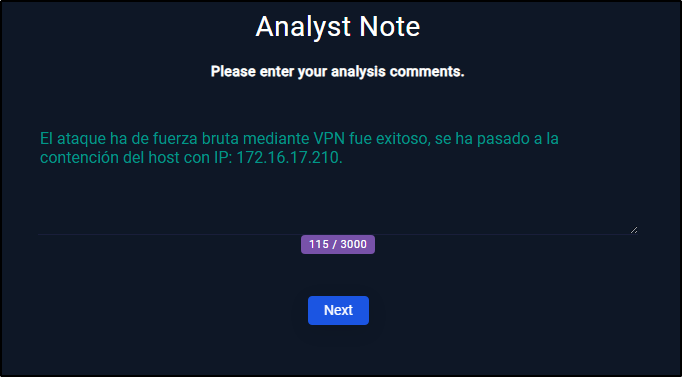 Analyst Note
Please enter your analysis comments.
El ataque ha de fuerza bruta mediante VPN fue exitoso, se ha pasado a la
contención del host con IP: 172.16.17.210.
115 / 3000
Next